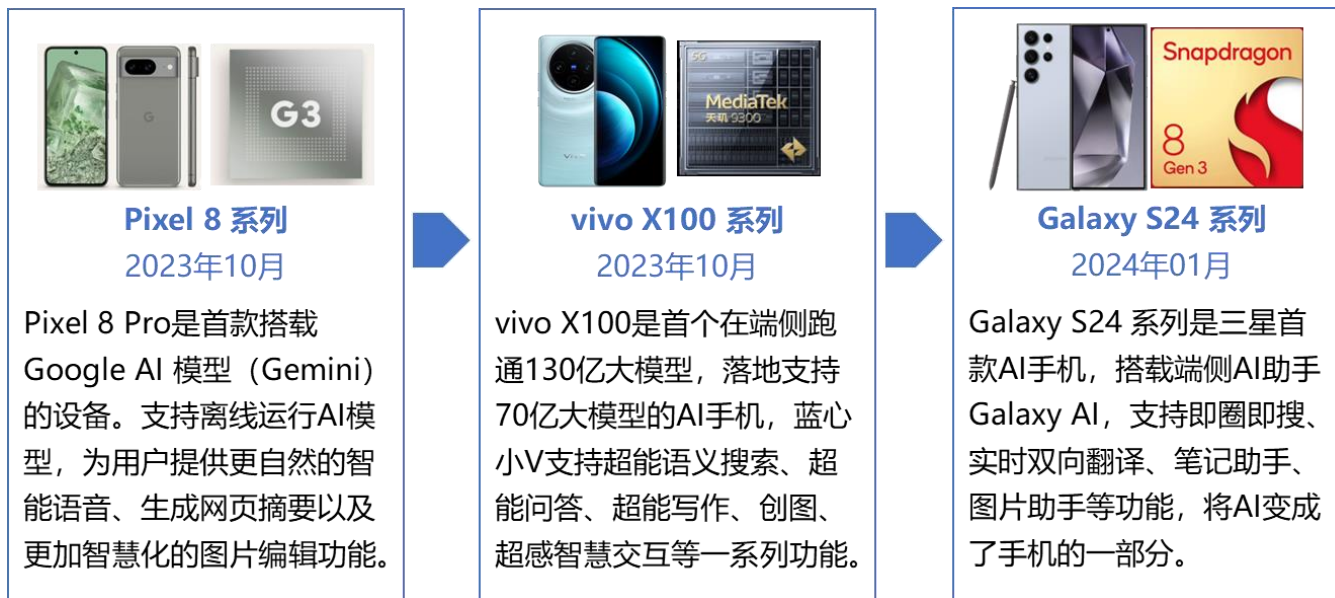 G3
Pixel 8 系列
2023年10月
Pixel 8 Pro是首款搭载
Google AI 模型（Gemini）
的设备。支持离线运行AI模
型，为用户提供更自然的智
能语音、生成网页摘要以及
更加智慧化的图片编辑功能。
5G
MediaTek
天玑 9300
vivo
vivo X100 系列
2023年10月
vivo X100是首个在端侧跑
通130亿大模型，落地支持
70亿大模型的AI手机，蓝心
小V支持超能语义搜索、超
能问答、超能写作、创图、
超感智慧交互等一系列功能。
Snapdragon
8
Gen 3
Galaxy S24 系列
2024年01月
Galaxy S24 系列是三星首
款AI手机，搭载端侧AI助手
Galaxy AI，支持即圈即搜、
实时双向翻译、笔记助手、
图片助手等功能，将AI变成
了手机的一部分。